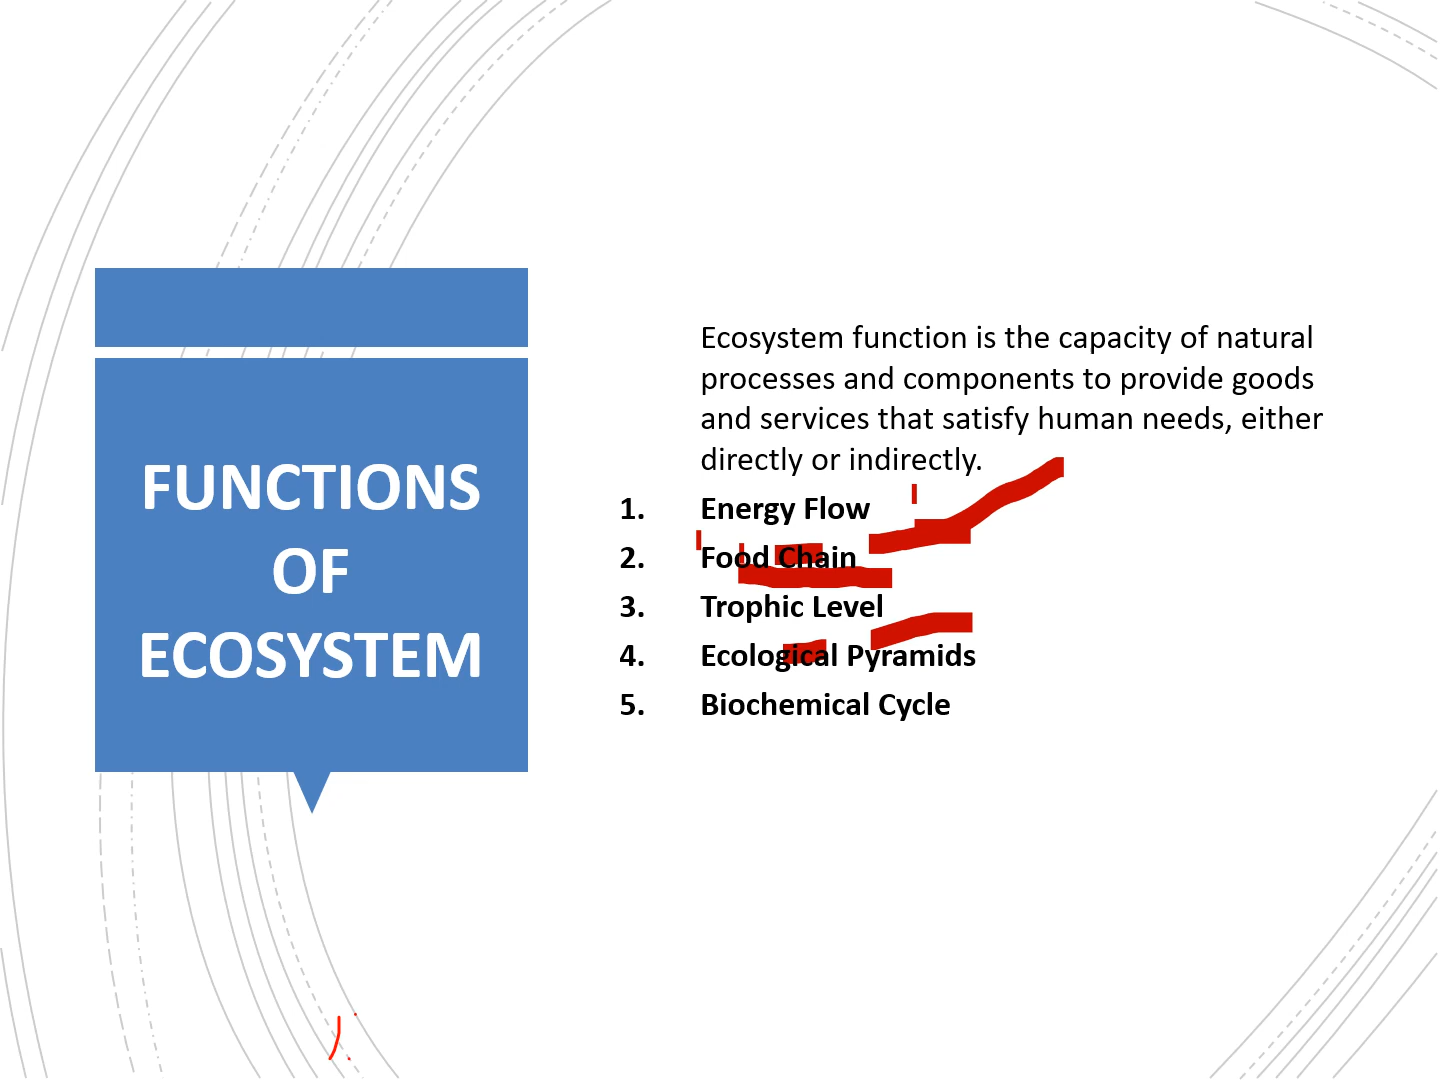 FUNCTIONS
OF
ECOSYSTEM
Ecosystem function is the capacity of natural
processes and components to provide goods
and services that satisfy human needs, either
directly or indirectly.
1. Energy Flow
2. Food Chain
3. Trophic Level
4. Ecological Pyramids
5. Biochemical Cycle